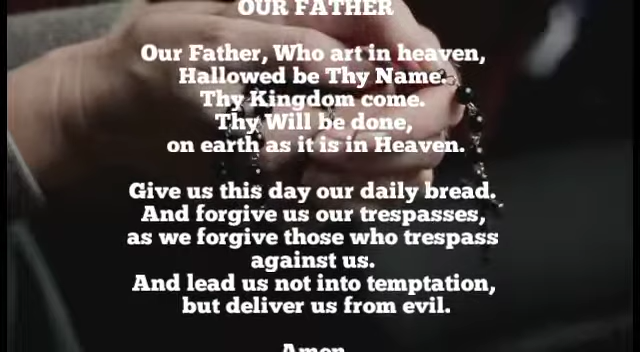 OUR FATHER
Our Father, Who art in heaven,
Hallowed be Thy Name.
Thy Kingdom come.
Thy Will be done,
on earth as it is in Heaven.
Give us this day our daily bread.
And forgive us our trespasses,
as we forgive those who trespass
against us.
And lead us not into temptation,
but deliver us from evil.
Amen